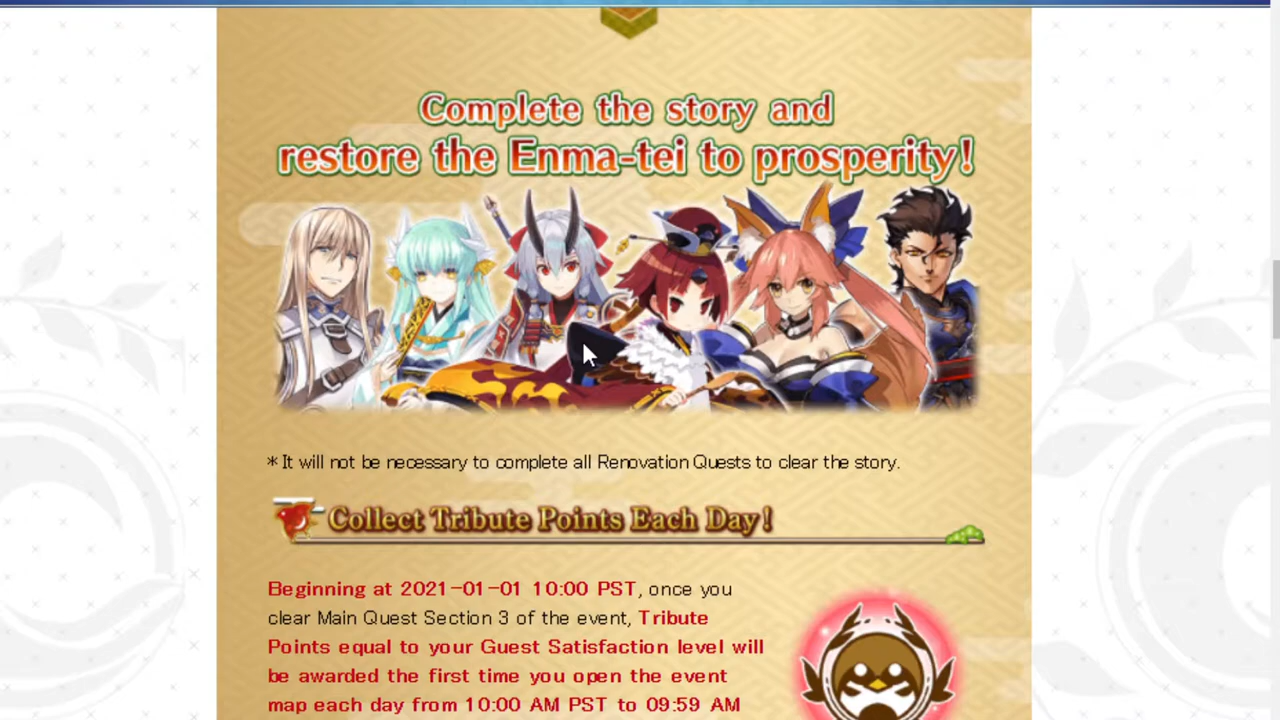 Complete the story and
restore the Enma-tei to prosperity!
* It will not be necessary to complete all Renovation Quests to clear the story.
Collect Tribute Points Each Day!
Beginning at 2021-01-01 10:00 PST, once you
clear Main Quest Section 3 of the event, Tribute
Points equal to your Guest Satisfaction level will
be awarded the first time you open the event
map each day from 10:00 AM PST to 09:59 AM